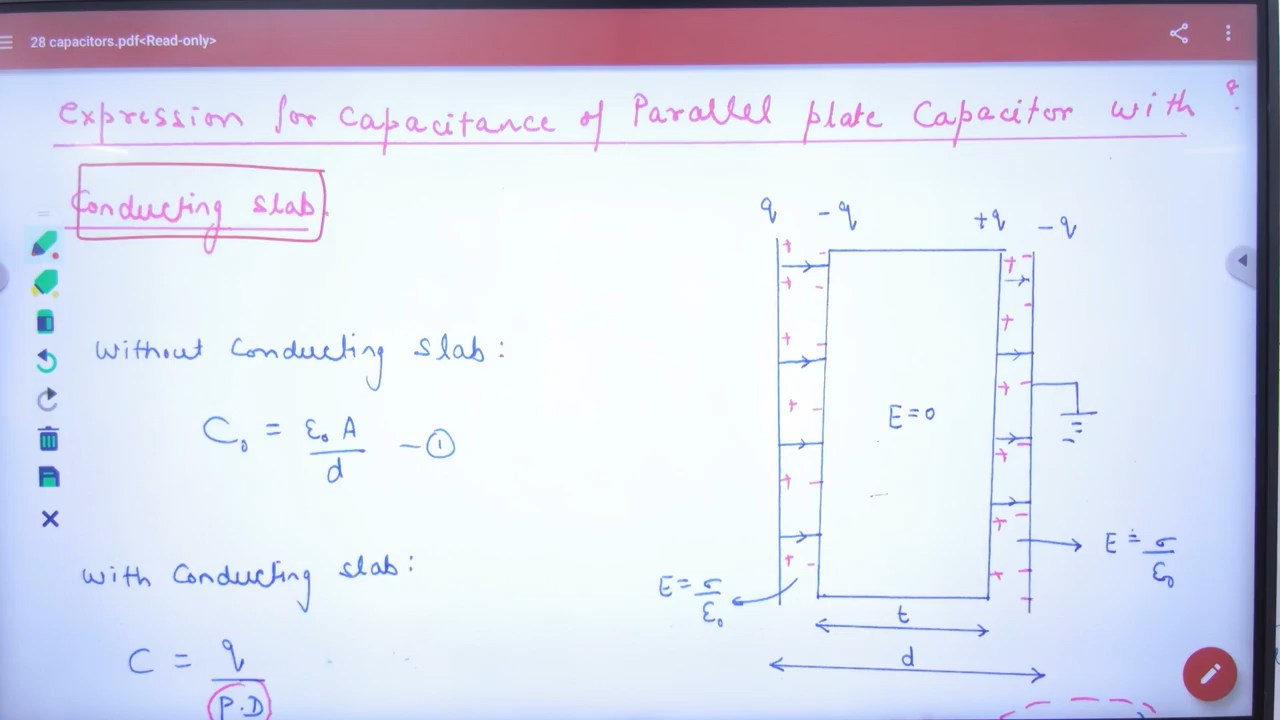 28 capacitors.pdf<Read-only>
Expression for Capacitance of Parallel plate Capacitor with ?
Conducting slab.
q -q +q -q
Without Conducting slab:
C₀ = ε₀ A / d - ①
E=0
With Conducting slab:
E = σ / ε₀
E = σ / ε₀
t
d
C = q / P.D